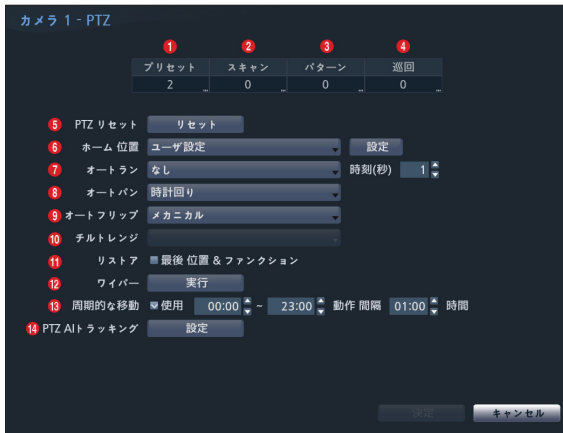 カメラ 1 - PTZ
1 2 3 4
プリセット スキャン パターン 巡回
2 ... 0 ... 0 ... 0 ...
5 PTZ リセット リセット
6 ホーム 位置 ユーザ設定 設定
7 オートラン なし 時刻(秒) 1
8 オートパン 時計回り
9 オートフリップ メカニカル
10 チルトレンジ
11 リストア 最後 位置 & ファンクション
12 ワイパー 実行
13 周期的な移動 使用 00:00 ~ 23:00 動作 間隔 01:00 時間
14 PTZ AIトラッキング 設定
決定 キャンセル